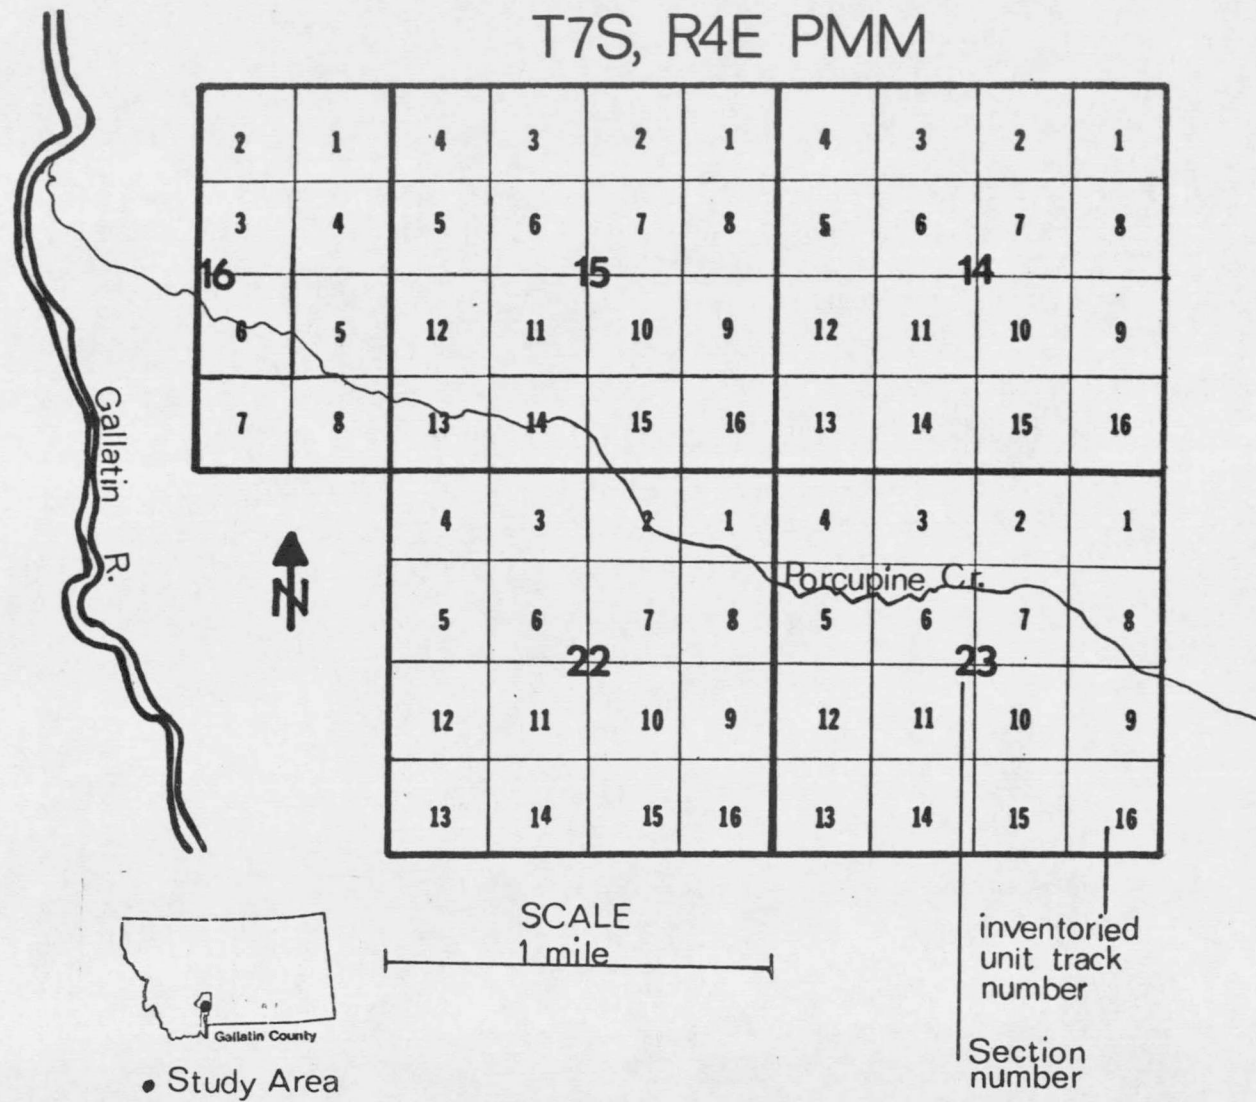 T7S, R4E PMM
2 1 4 3 2 1 4 3 2 1
3 4 5 6 7 8 5 6 7 8
16 15 14
6 5 12 11 10 9 12 11 10 9
7 8 13 14 15 16 13 14 15 16
Gallatin R.
4 3 2 1 4 3 2 1
N
Porcupine Cr.
5 6 7 8 5 6 7 8
22 23
12 11 10 9 12 11 10 9
13 14 15 16 13 14 15 16
SCALE
1 mile
inventoried
unit track
number
Section
number
Gallatin County
• Study Area